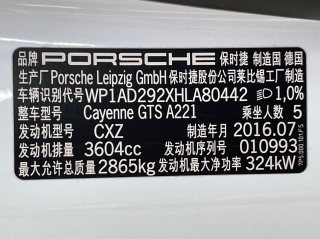 品牌 PORSCHE 保时捷 制造国 德国
生产厂 Porsche Leipzig GmbH 保时捷股份公司莱比锡工厂制造
车辆识别代号 WP1AD292XHLA80442 1,0%
整车型号 Cayenne GTS A221 乘坐人数 5
发动机型号 CXZ 制造年月 2016.07
发动机排量 3604cc 发动机号 010993
最大允许总质量 2865kg 发动机最大净功率 324kW